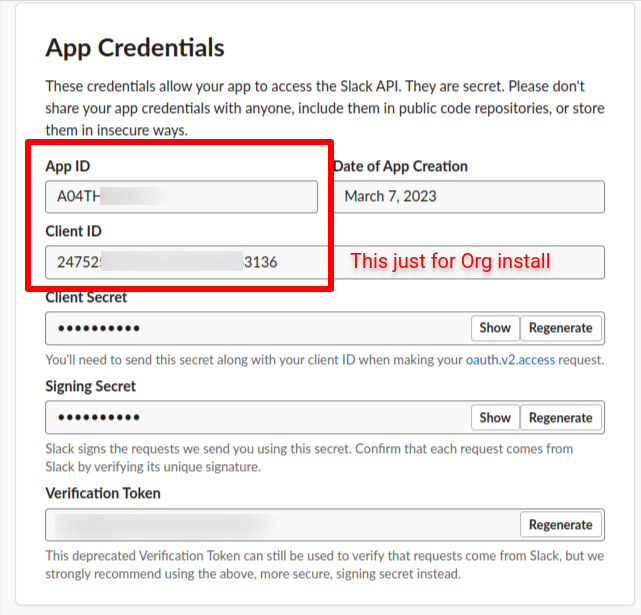 App Credentials
These credentials allow your app to access the Slack API. They are secret. Please don't
share your app credentials with anyone, include them in public code repositories, or store
them in insecure ways.
App ID
Date of App Creation
A04TH
March 7, 2023
Client ID
24752 3136
This just for Org install
Client Secret
••••••••••
Show
Regenerate
You'll need to send this secret along with your client ID when making your oauth.v2.access request.
Signing Secret
••••••••••
Show
Regenerate
Slack signs the requests we send you using this secret. Confirm that each request comes from
Slack by verifying its unique signature.
Verification Token
Regenerate
This deprecated Verification Token can still be used to verify that requests come from Slack, but we
strongly recommend using the above, more secure, signing secret instead.